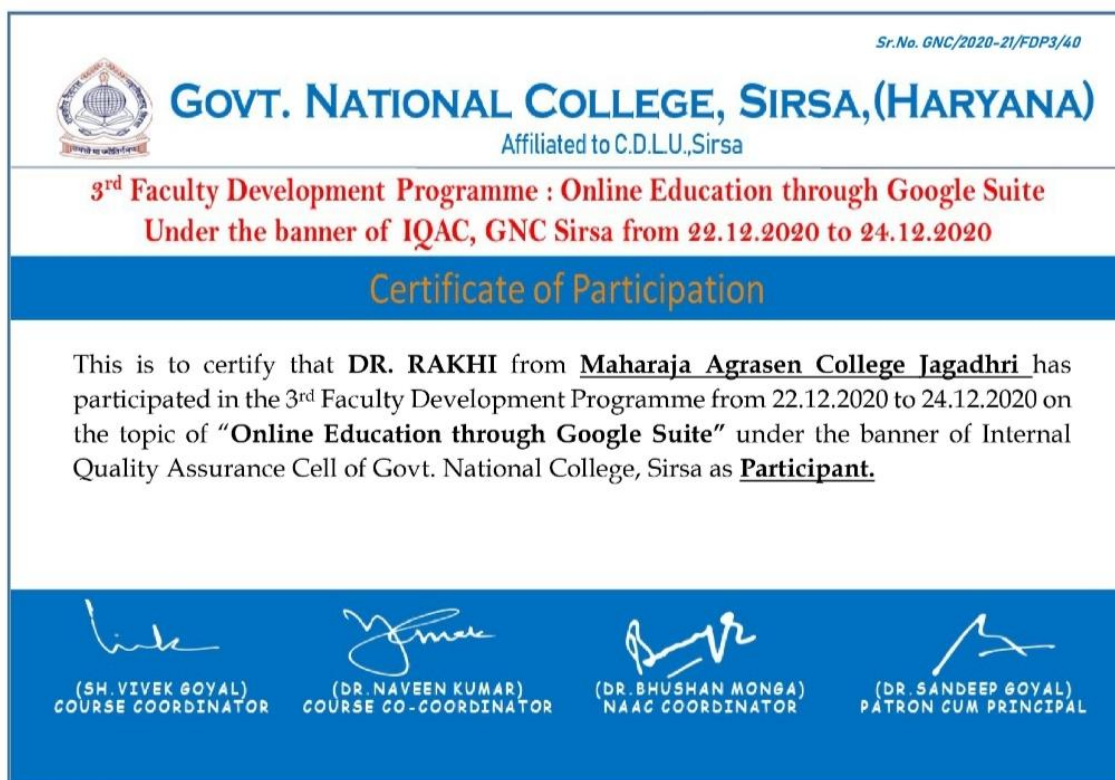 Sr.No. GNC/2020-21/FDP3/40
GOVT. NATIONAL COLLEGE, SIRSA,(HARYANA)
Affiliated to C.D.L.U.,Sirsa
3rd Faculty Development Programme : Online Education through Google Suite
Under the banner of IQAC, GNC Sirsa from 22.12.2020 to 24.12.2020
Certificate of Participation
This is to certify that DR. RAKHI from Maharaja Agrasen College Jagadhri has
participated in the 3rd Faculty Development Programme from 22.12.2020 to 24.12.2020 on
the topic of “Online Education through Google Suite” under the banner of Internal
Quality Assurance Cell of Govt. National College, Sirsa as Participant.
(SH.VIVEK GOYAL) (DR.NAVEEN KUMAR) (DR.BHUSHAN MONGA) (DR.SANDEEP GOYAL)
COURSE COORDINATOR COURSE CO-COORDINATOR NAAC COORDINATOR PATRON CUM PRINCIPAL